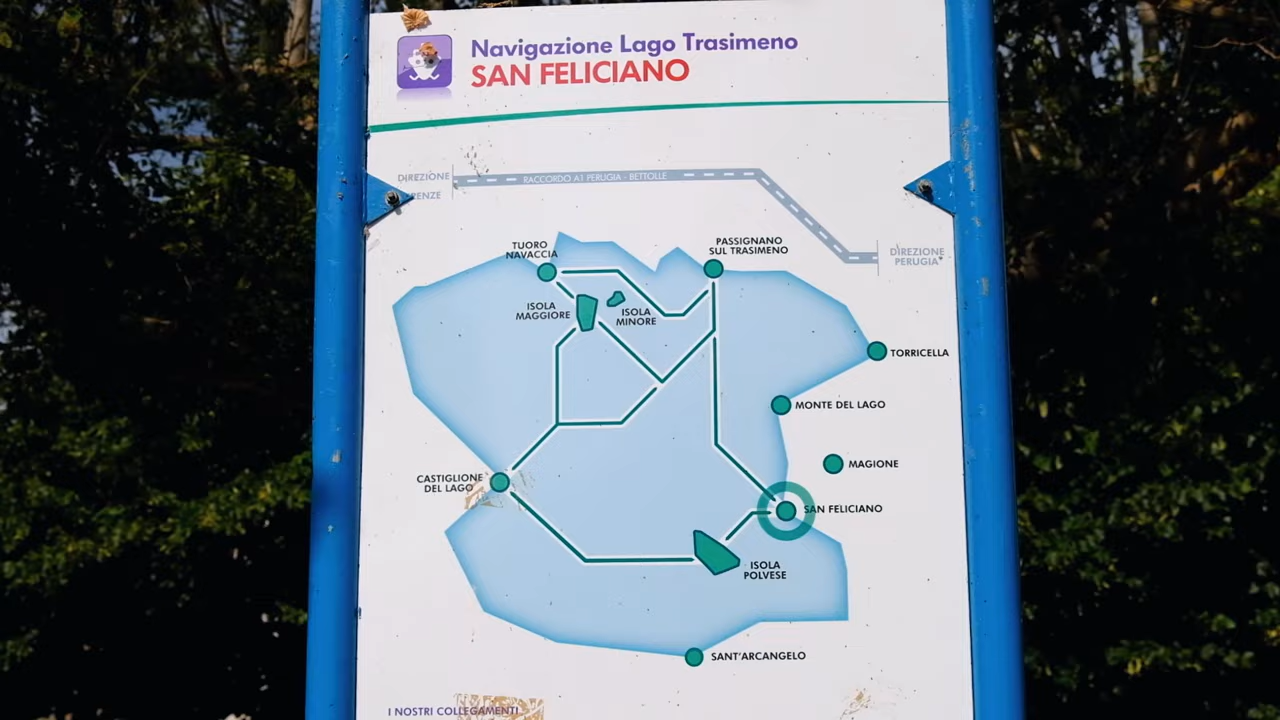 Navigazione Lago Trasimeno
SAN FELICIANO
DIREZIONE
RACCORDO A1 PERUGIA - BETTOLLE
DIREZIONE
PERUGIA
TUORO
NAVACCIA
PASSIGNANO
SUL TRASIMENO
ISOLA
MAGGIORE
ISOLA
MINORE
TORRICELLA
MONTE DEL LAGO
MAGIONE
CASTIGLIONE
DEL LAGO
SAN FELICIANO
ISOLA
POLVESE
SANT'ARCANGELO
I NOSTRI COLLEGAMENTI